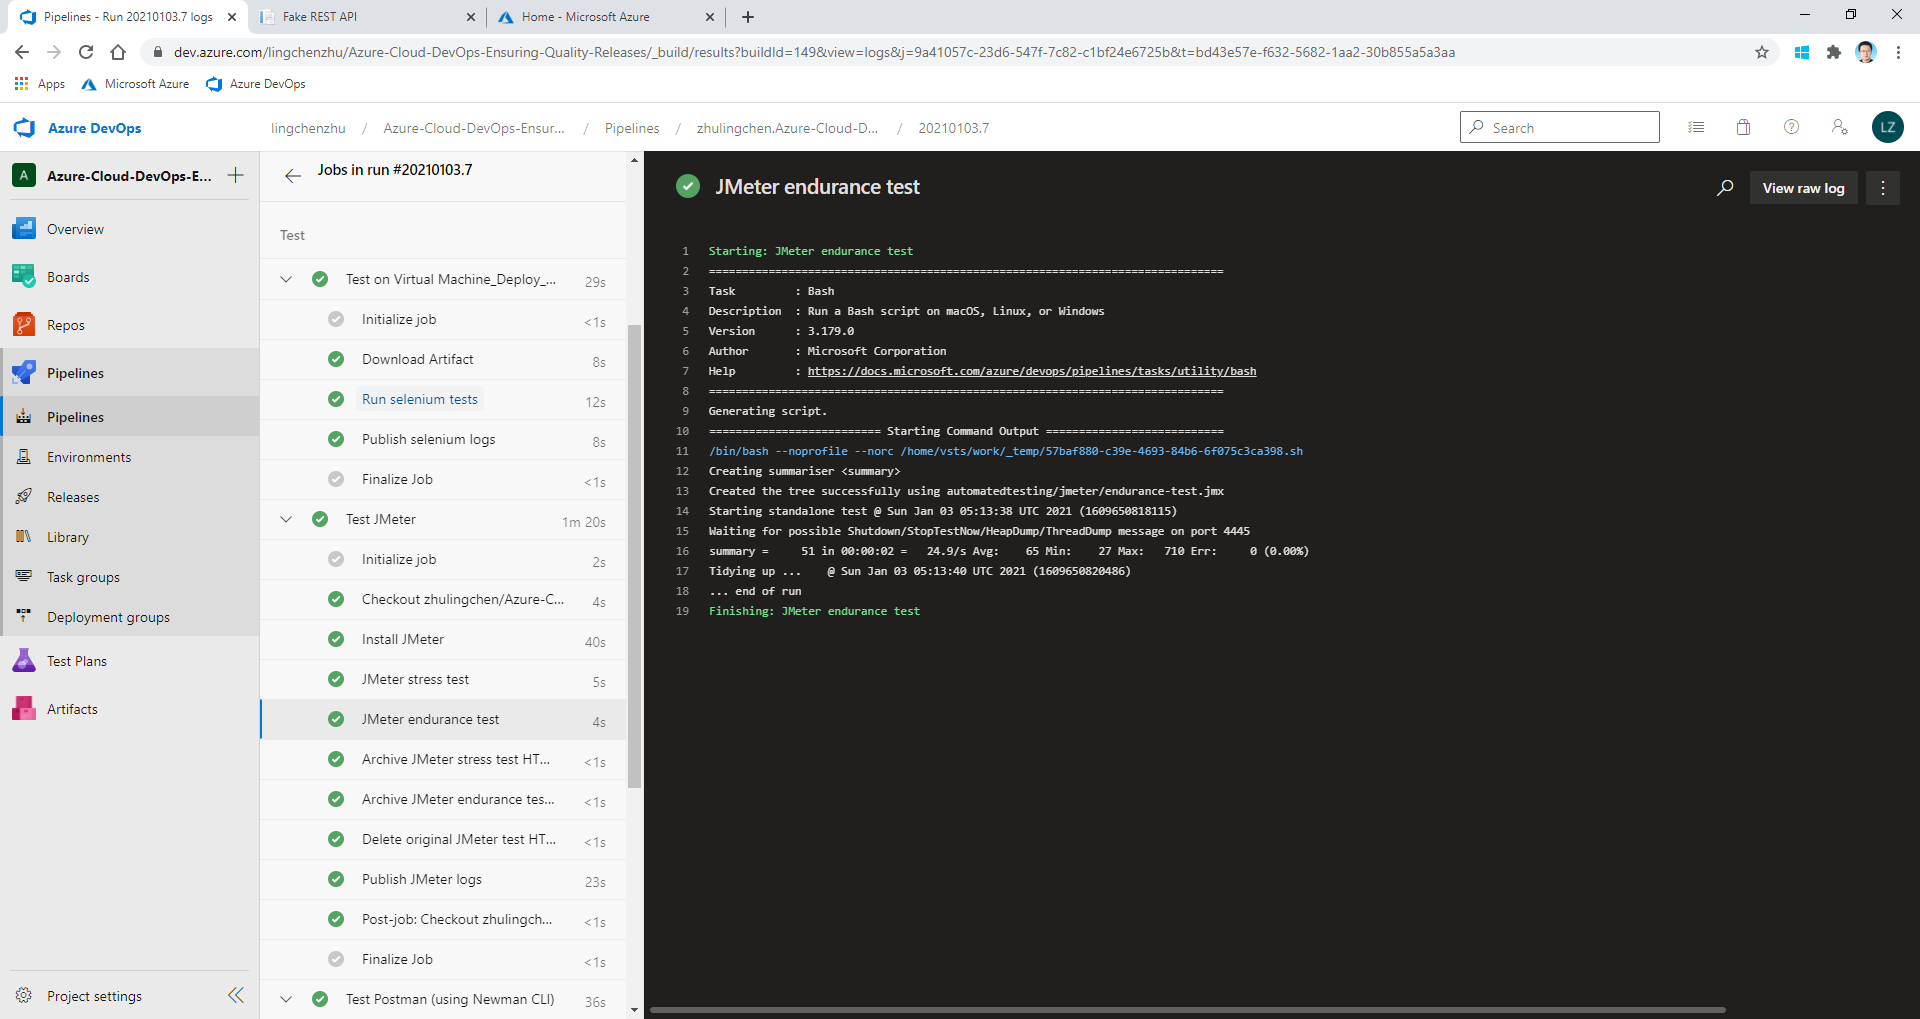 Pipelines - Run 20210103.7 logs
Fake REST API
Home - Microsoft Azure
dev.azure.com/lingchenzhu/Azure-Cloud-DevOps-Ensuring-Quality-Releases/_build/results?buildId=149&view=logs&j=9a41057c-23d6-547f-7c82-c1bf24e6725b&t=bd43e57e-f632-5682-1aa2-30b855a5a3aa
Apps Microsoft Azure Azure DevOps
Azure DevOps
lingchenzhu / Azure-Cloud-DevOps-Ensur... / Pipelines / zhulingchen.Azure-Cloud-D... / 20210103.7
Search
LZ
A Azure-Cloud-DevOps-E...
Overview
Boards
Repos
Pipelines
Pipelines
Environments
Releases
Library
Task groups
Deployment groups
Test Plans
Artifacts
Project settings
Jobs in run #20210103.7
Test
Test on Virtual Machine_Deploy_... 29s
Initialize job <1s
Download Artifact 8s
Run selenium tests 12s
Publish selenium logs 8s
Finalize Job <1s
Test JMeter 1m 20s
Initialize job 2s
Checkout zhulingchen/Azure-C... 4s
Install JMeter 40s
JMeter stress test 5s
JMeter endurance test 4s
Archive JMeter stress test HT... <1s
Archive JMeter endurance tes... <1s
Delete original JMeter test HT... <1s
Publish JMeter logs 23s
Post-job: Checkout zhulingch... <1s
Finalize Job <1s
Test Postman (using Newman CLI) 36s
JMeter endurance test
View raw log
1 Starting: JMeter endurance test
2 ==============================================================================
3 Task : Bash
4 Description : Run a Bash script on macOS, Linux, or Windows
5 Version : 3.179.0
6 Author : Microsoft Corporation
7 Help : https://docs.microsoft.com/azure/devops/pipelines/tasks/utility/bash
8 ==============================================================================
9 Generating script.
10 ========================== Starting Command Output ===========================
11 /bin/bash --noprofile --norc /home/vsts/work/_temp/57baf880-c39e-4693-84b6-6f075c3ca398.sh
12 Creating summariser <summary>
13 Created the tree successfully using automatedtesting/jmeter/endurance-test.jmx
14 Starting standalone test @ Sun Jan 03 05:13:38 UTC 2021 (1609650818115)
15 Waiting for possible Shutdown/StopTestNow/HeapDump/ThreadDump message on port 4445
16 summary = 51 in 00:00:02 = 24.9/s Avg: 65 Min: 27 Max: 710 Err: 0 (0.00%)
17 Tidying up ... @ Sun Jan 03 05:13:40 UTC 2021 (1609650820486)
18 ... end of run
19 Finishing: JMeter endurance test